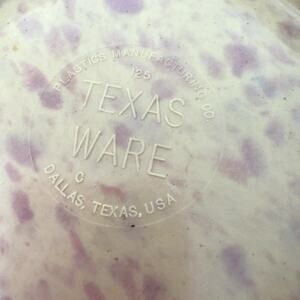 PLASTICS MANUFACTURING CO.
125
TEXAS
WARE
C
DALLAS, TEXAS, USA